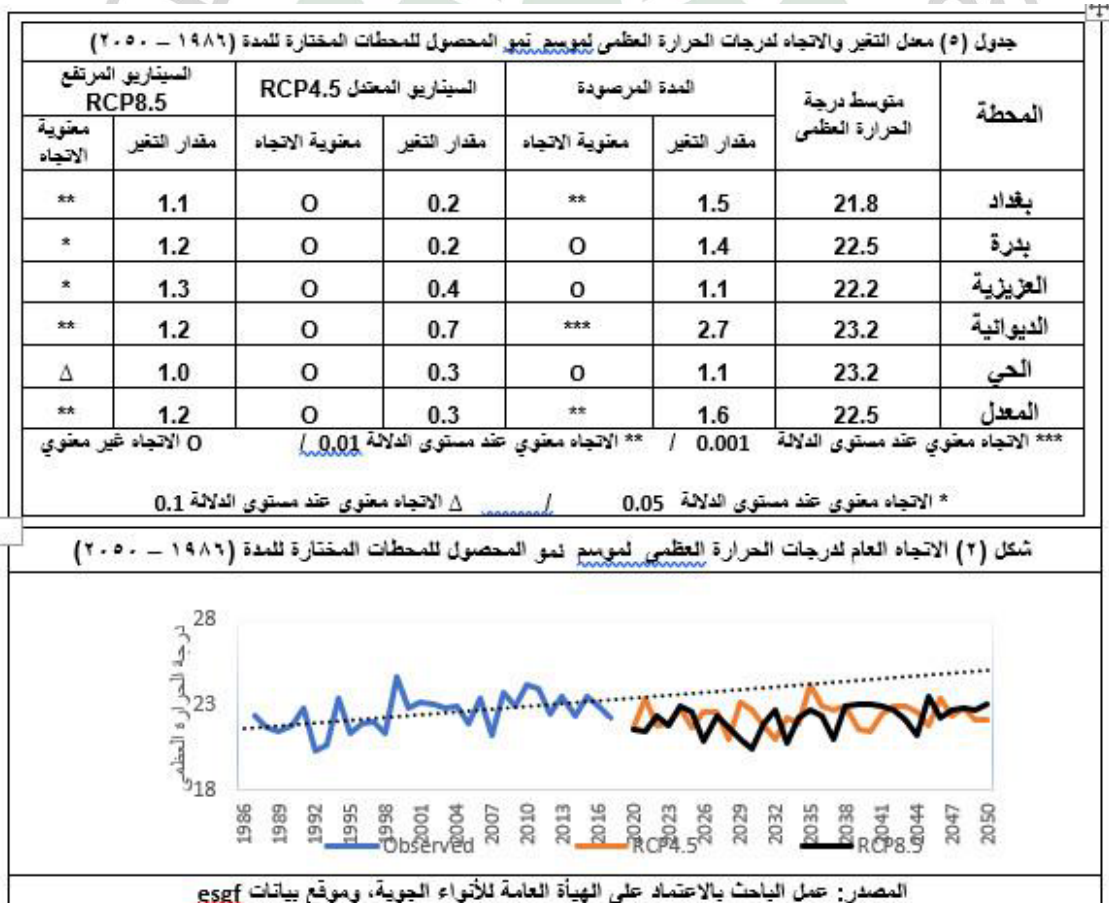 جدول (٥) معدل التغير والاتجاه لدرجات الحرارة العظمى لموسم نمو المحصول للمحطات المختارة للمدة (١٩٨٦ – ٢٠٥٠)
المحطة متوسط درجة الحرارة العظمى المدة المرصودة السيناريو المعتدل RCP4.5 السيناريو المرتفع RCP8.5
مقدار التغير معنوية الاتجاه مقدار التغير معنوية الاتجاه مقدار التغير معنوية الاتجاه
بغداد 21.8 1.5 ** 0.2 O 1.1 **
بدرة 22.5 1.4 O 0.2 O 1.2 *
العزيزية 22.2 1.1 O 0.4 O 1.3 *
الديوانية 23.2 2.7 *** 0.7 O 1.2 **
الحي 23.2 1.1 O 0.3 O 1.0 Δ
المعدل 22.5 1.6 ** 0.3 O 1.2 **
*** الاتجاه معنوي عند مستوى الدلالة 0.001 / ** الاتجاه معنوي عند مستوى الدلالة 0.01 / O الاتجاه غير معنوي
* الاتجاه معنوي عند مستوى الدلالة 0.05 / Δ الاتجاه معنوي عند مستوى الدلالة 0.1
شكل (٢) الاتجاه العام لدرجات الحرارة العظمى لموسم نمو المحصول للمحطات المختارة للمدة (١٩٨٦ – ٢٠٥٠)
درجة الحرارة العظمى
28
23
18
1986 1989 1992 1995 1998 2001 2004 2007 2010 2013 2016 2020 2023 2026 2029 2032 2035 2038 2041 2044 2047 2050
Observed RCP4.5 RCP8.5
المصدر: عمل الباحث بالاعتماد على الهيأة العامة للأنواء الجوية، وموقع بيانات esgf